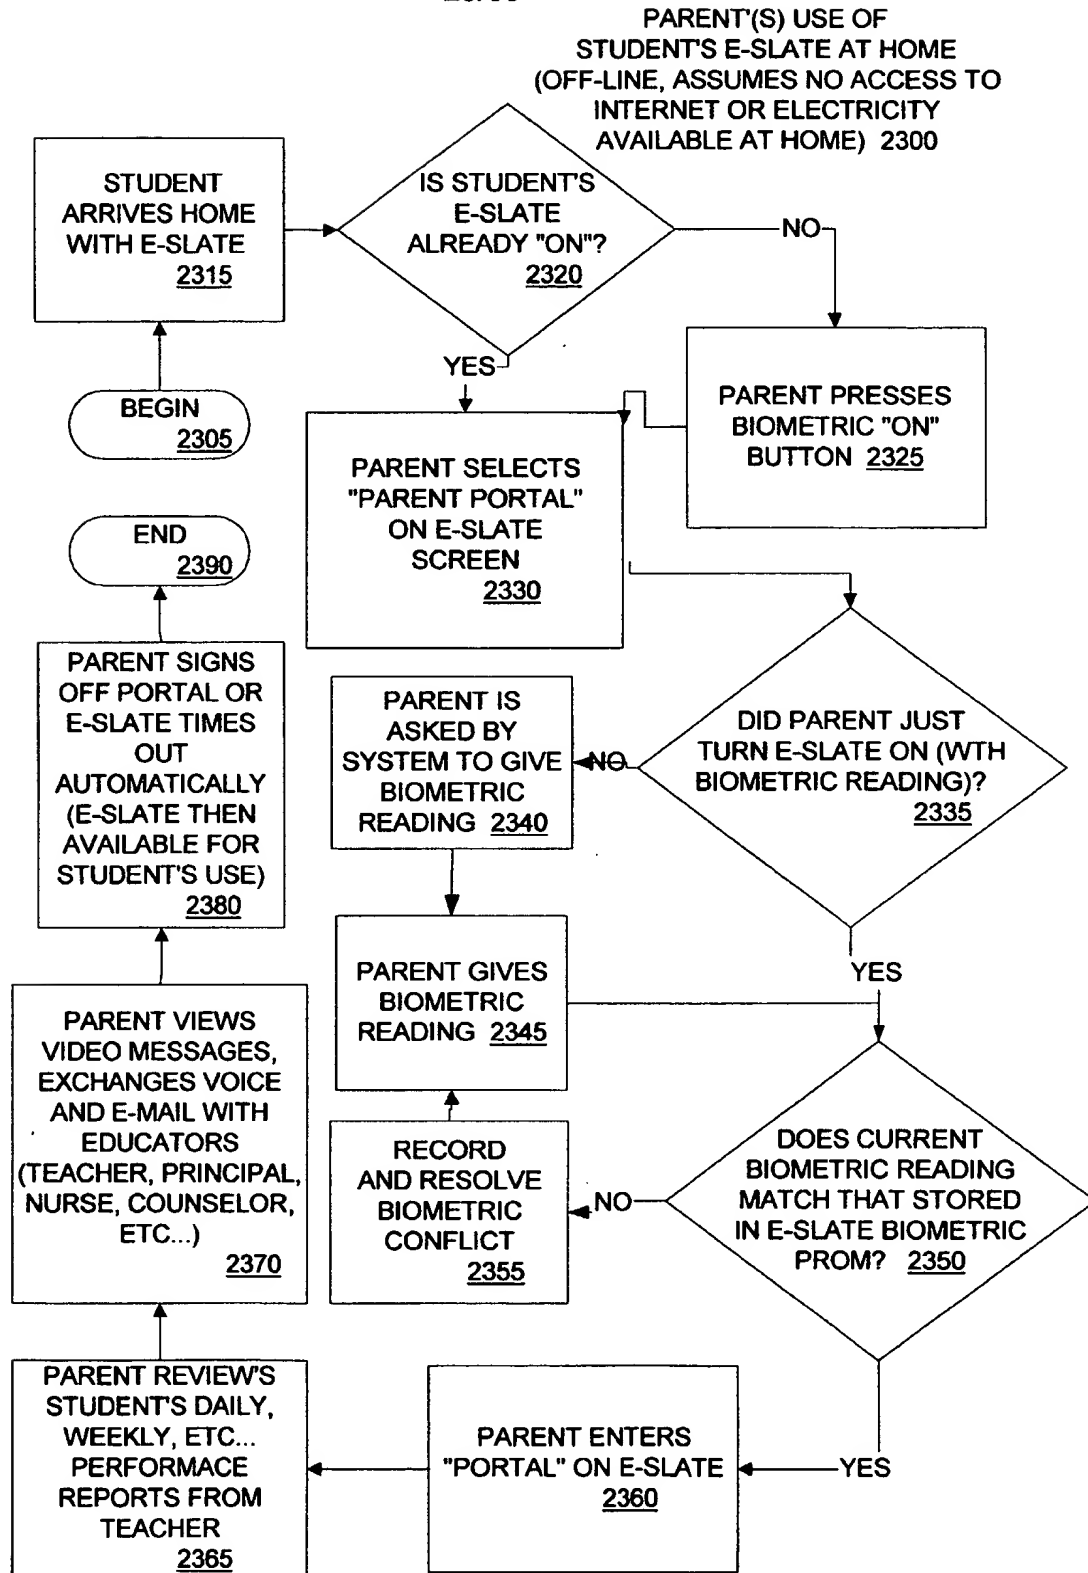 PARENT'(S) USE OF
STUDENT'S E-SLATE AT HOME
(OFF-LINE, ASSUMES NO ACCESS TO
INTERNET OR ELECTRICITY
AVAILABLE AT HOME) 2300
STUDENT
ARRIVES HOME
WITH E-SLATE
2315
IS STUDENT'S
E-SLATE
ALREADY "ON"?
2320
NO
YES
BEGIN
2305
PARENT PRESSES
BIOMETRIC "ON"
BUTTON 2325
PARENT SELECTS
"PARENT PORTAL"
ON E-SLATE
SCREEN
2330
END
2390
PARENT SIGNS
OFF PORTAL OR
E-SLATE TIMES
OUT
AUTOMATICALLY
(E-SLATE THEN
AVAILABLE FOR
STUDENT'S USE)
2380
PARENT IS
ASKED BY
SYSTEM TO GIVE
BIOMETRIC
READING 2340
NO
DID PARENT JUST
TURN E-SLATE ON (WTH
BIOMETRIC READING)?
2335
YES
PARENT GIVES
BIOMETRIC
READING 2345
PARENT VIEWS
VIDEO MESSAGES,
EXCHANGES VOICE
AND E-MAIL WITH
EDUCATORS
(TEACHER, PRINCIPAL,
NURSE, COUNSELOR,
ETC...)
2370
RECORD
AND RESOLVE
BIOMETRIC
CONFLICT
2355
NO
DOES CURRENT
BIOMETRIC READING
MATCH THAT STORED
IN E-SLATE BIOMETRIC
PROM? 2350
YES
PARENT ENTERS
"PORTAL" ON E-SLATE
2360
PARENT REVIEW'S
STUDENT'S DAILY,
WEEKLY, ETC...
PERFORMACE
REPORTS FROM
TEACHER
2365